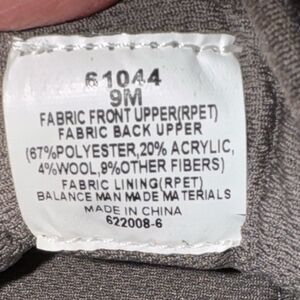 61044
9M
FABRIC FRONT UPPER(RPET)
FABRIC BACK UPPER
(67%POLYESTER,20% ACRYLIC,
4%WOOL,9%OTHER FIBERS)
FABRIC LINING(RPET)
BALANCE MAN MADE MATERIALS
MADE IN CHINA
622008-6